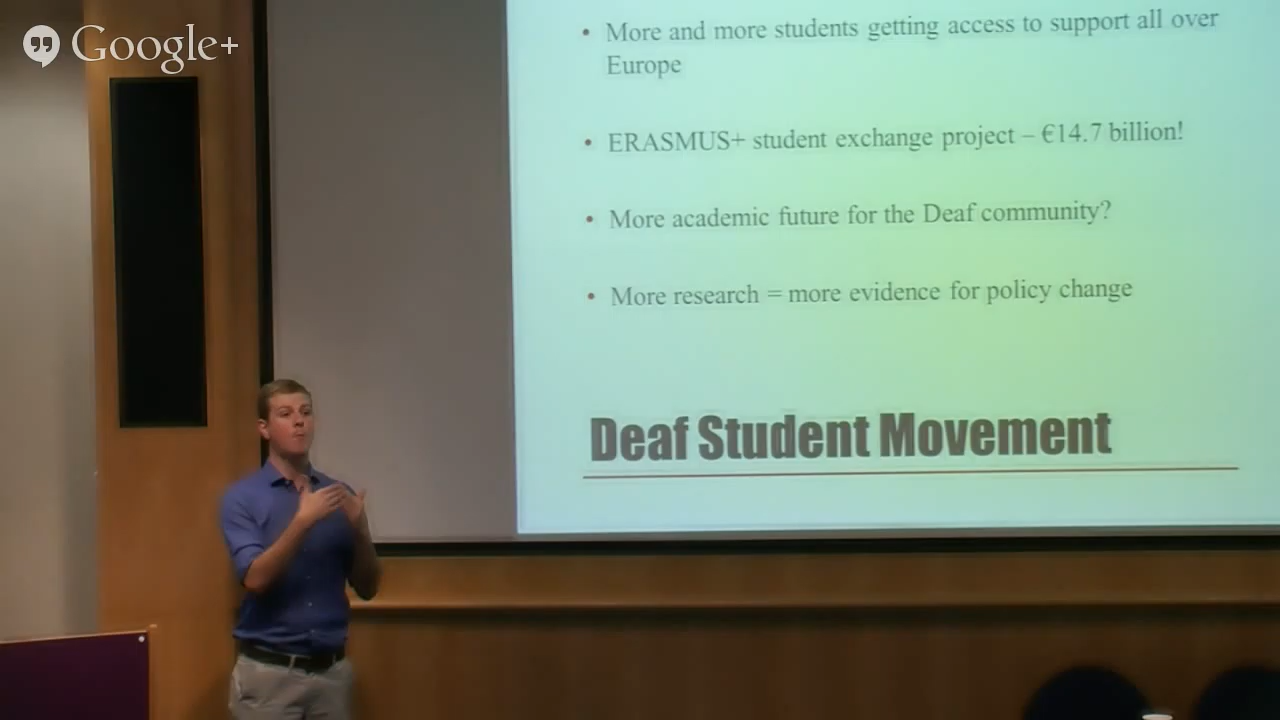 Google+
• More and more students getting access to support all over
Europe
• ERASMUS+ student exchange project – €14.7 billion!
• More academic future for the Deaf community?
• More research = more evidence for policy change
Deaf Student Movement